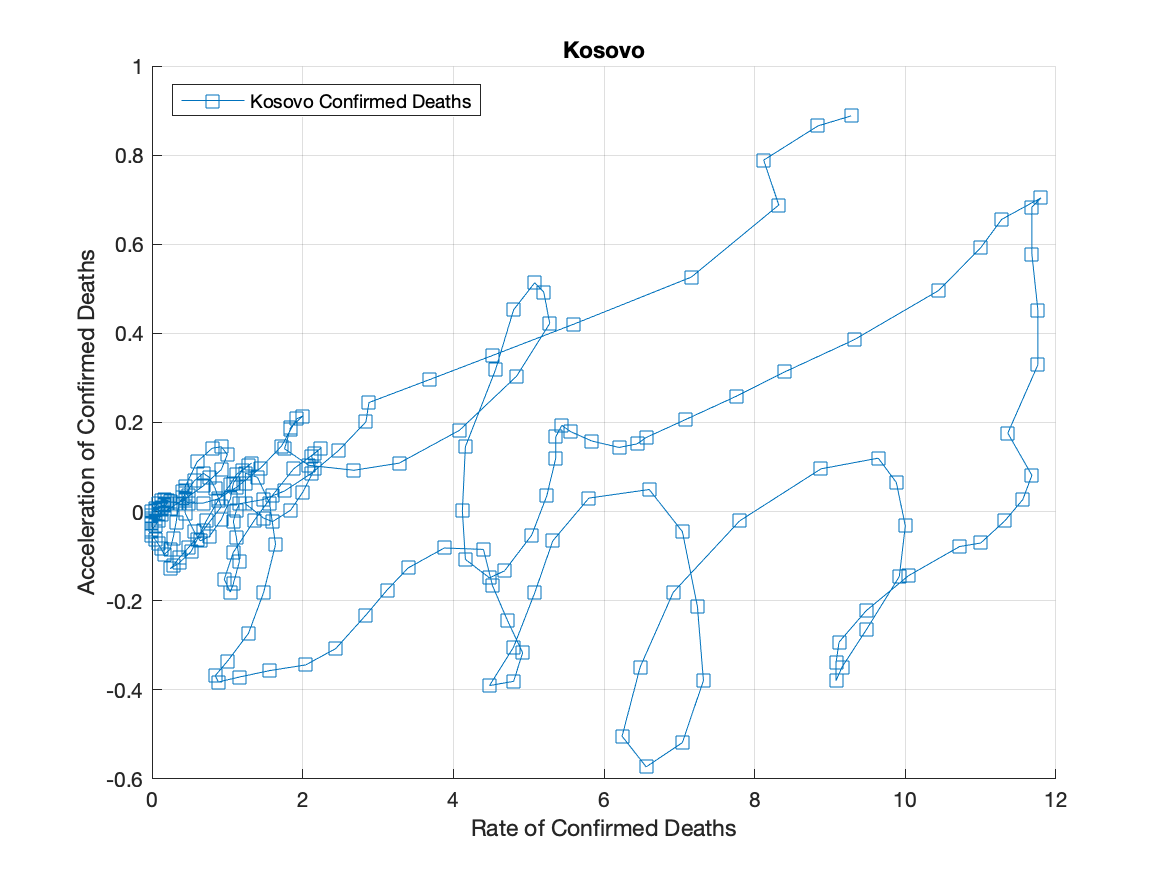 Kosovo
Kosovo Confirmed Deaths
1
0.8
0.6
0.4
0.2
0
-0.2
-0.4
-0.6
Acceleration of Confirmed Deaths
0 2 4 6 8 10 12
Rate of Confirmed Deaths